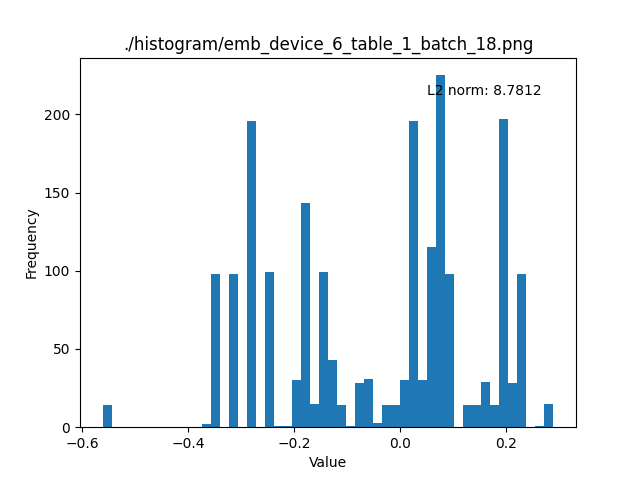 ./histogram/emb_device_6_table_1_batch_18.png
L2 norm: 8.7812
Frequency
200
150
100
50
0
−0.6
−0.4
−0.2
0.0
0.2
Value